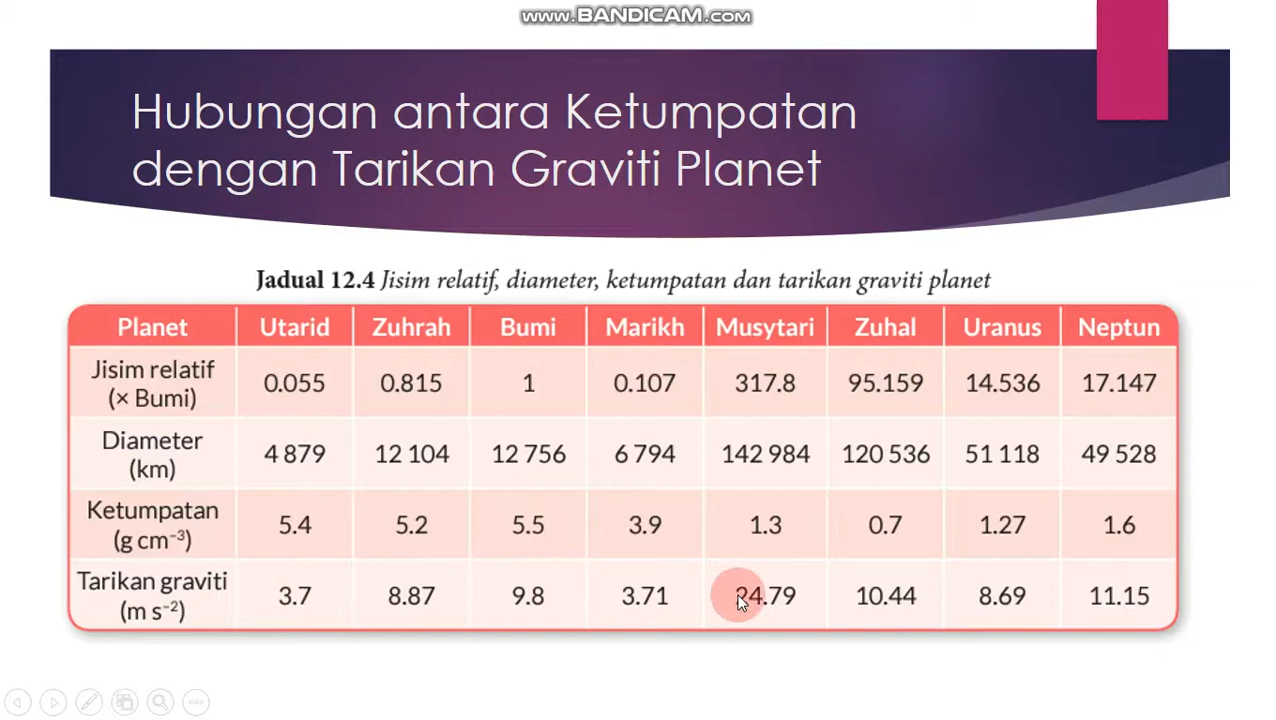 www.BANDICAM.com
Hubungan antara Ketumpatan
dengan Tarikan Graviti Planet
Jadual 12.4 Jisim relatif, diameter, ketumpatan dan tarikan graviti planet
Planet Utarid Zuhrah Bumi Marikh Musytari Zuhal Uranus Neptun
Jisim relatif
(× Bumi) 0.055 0.815 1 0.107 317.8 95.159 14.536 17.147
Diameter
(km) 4 879 12 104 12 756 6 794 142 984 120 536 51 118 49 528
Ketumpatan
(g cm⁻³) 5.4 5.2 5.5 3.9 1.3 0.7 1.27 1.6
Tarikan graviti
(m s⁻²) 3.7 8.87 9.8 3.71 24.79 10.44 8.69 11.15